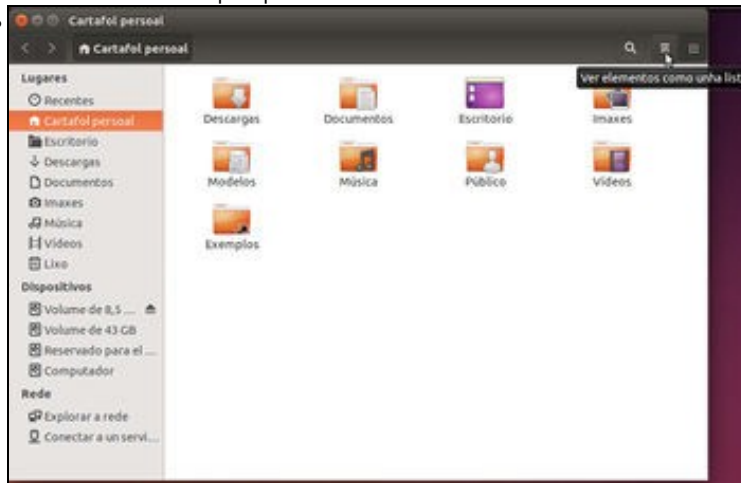 Cartafol persoal
Cartafol persoal
Ver elementos como unha list
Lugares
Recentes
Cartafol persoal
Escritorio
Descargas
Documentos
Imaxes
Música
Vídeos
Lixo
Dispositivos
Volume de 8,5 ...
Volume de 43 GB
Reservado para el ...
Computador
Rede
Explorar a rede
Conectar a un servi...
Descargas
Documentos
Escritorio
Imaxes
Modelos
Música
Público
Vídeos
Exemplos